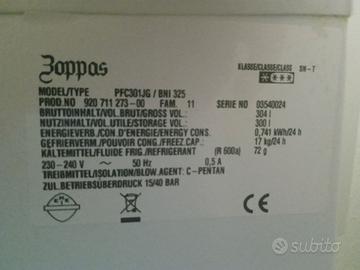 Zoppas
KLASSE/CLASSE/CLASS SN-T
MODELL/TYPE PFC301JG / BNI 325
PROD.NO 920 711 273-00 FAM. 11 SERIE NO 03540024
BRUTTOINHALT/VOL.BRUT/GROSS VOL.: 304 l
NUTZINHALT/VOL.UTILE/STORAGE VOL.: 300 l
ENERGIEVERB./CON.D'ENERGIE/ENERGY CONS. 0,741 kWh/24 h
GEFRIERVERM./POUVOIR CONG./FREEZ.CAP.: 17 kg/24 h
KÄLTEMITTEL/FLUIDE FRIG./REFRIGERANT (R 600a) 72 g
230-240 V ~ 50 Hz 0,5 A
TREIBMITTEL/ISOLATION/BLOW.AGENT: C-PENTAN
ZUL.BETRIEBSÜBERDRUCK 15/40 BAR
CE
subito